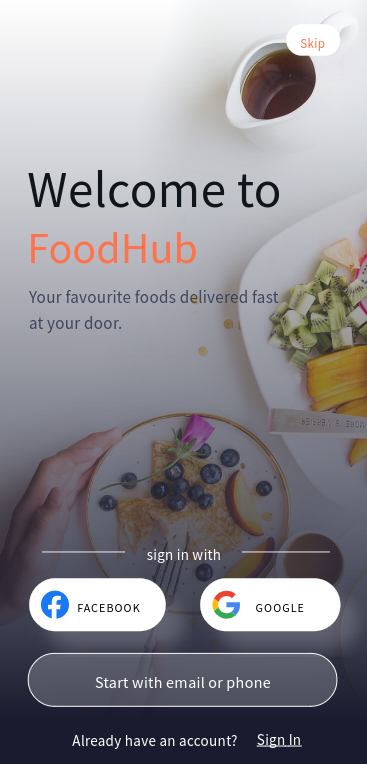 Skip
Welcome to
FoodHub
Your favourite foods delivered fast
at your door.
sign in with
FACEBOOK
GOOGLE
Start with email or phone
Already have an account? Sign In